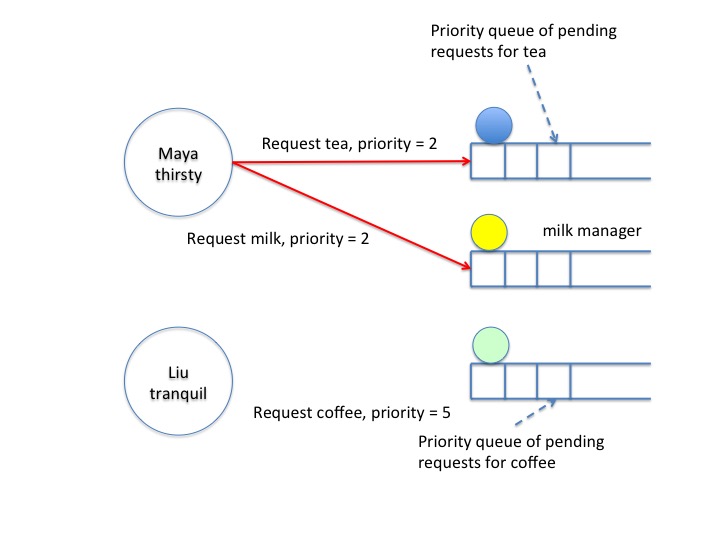 Priority queue of pending
requests for tea
Maya
thirsty
Request tea, priority = 2
Request milk, priority = 2
milk manager
Liu
tranquil
Request coffee, priority = 5
Priority queue of pending
requests for coffee